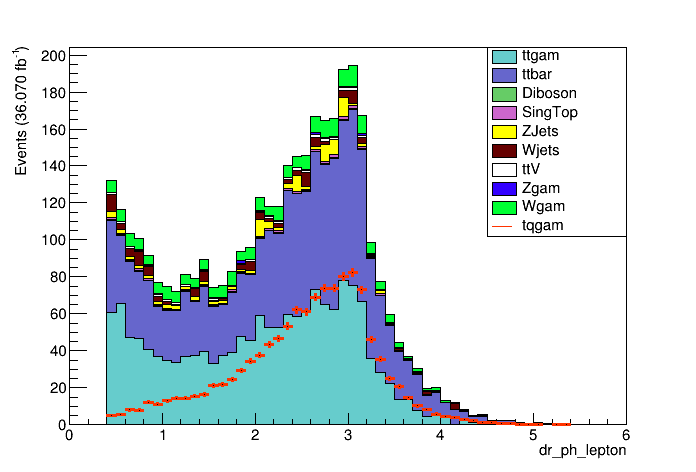 Events (36.070 fb⁻¹)
200
180
160
140
120
100
80
60
40
20
0
0 1 2 3 4 5 6
dr_ph_lepton
ttgam
ttbar
Diboson
SingTop
ZJets
Wjets
ttV
Zgam
Wgam
tqgam